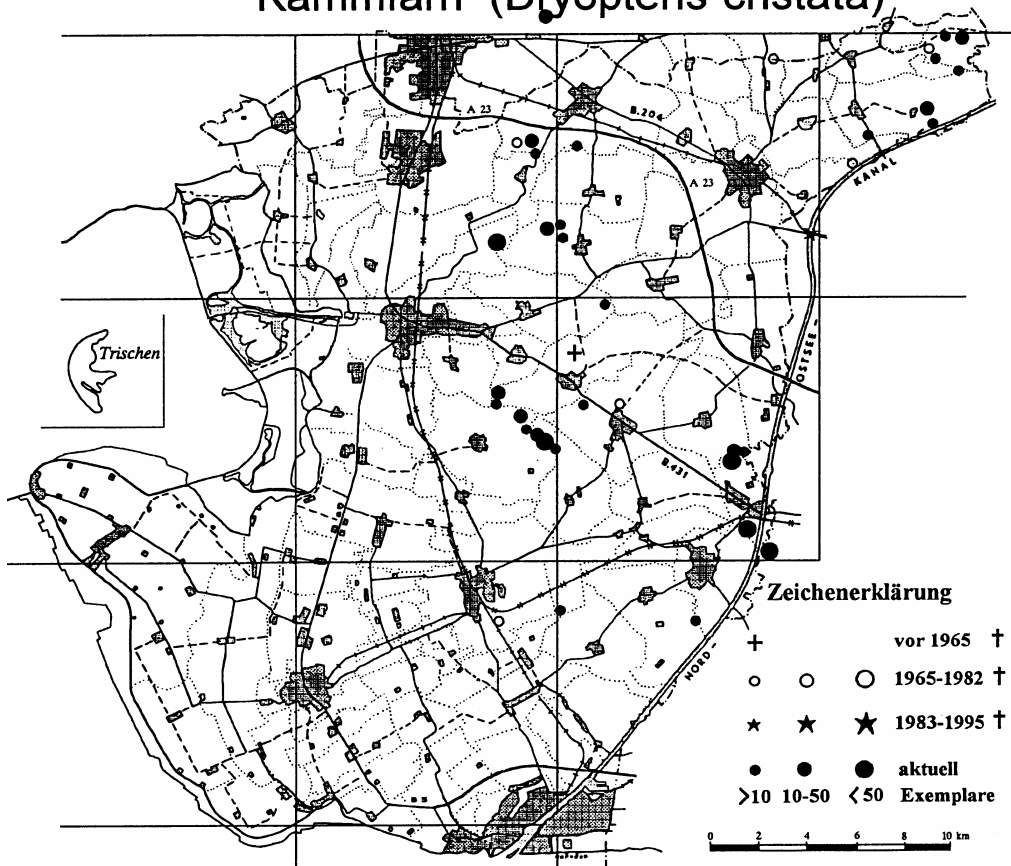 Kammfarn (Dryopteris cristata)
A 23
B.204
A 23
KANAL
OSTSEE -
Trischen
B.431
NORD -
Zeichenerklärung
+ vor 1965 †
1965-1982 †
1983-1995 †
aktuell
>10 10-50 <50 Exemplare
0 2 4 6 8 10 km